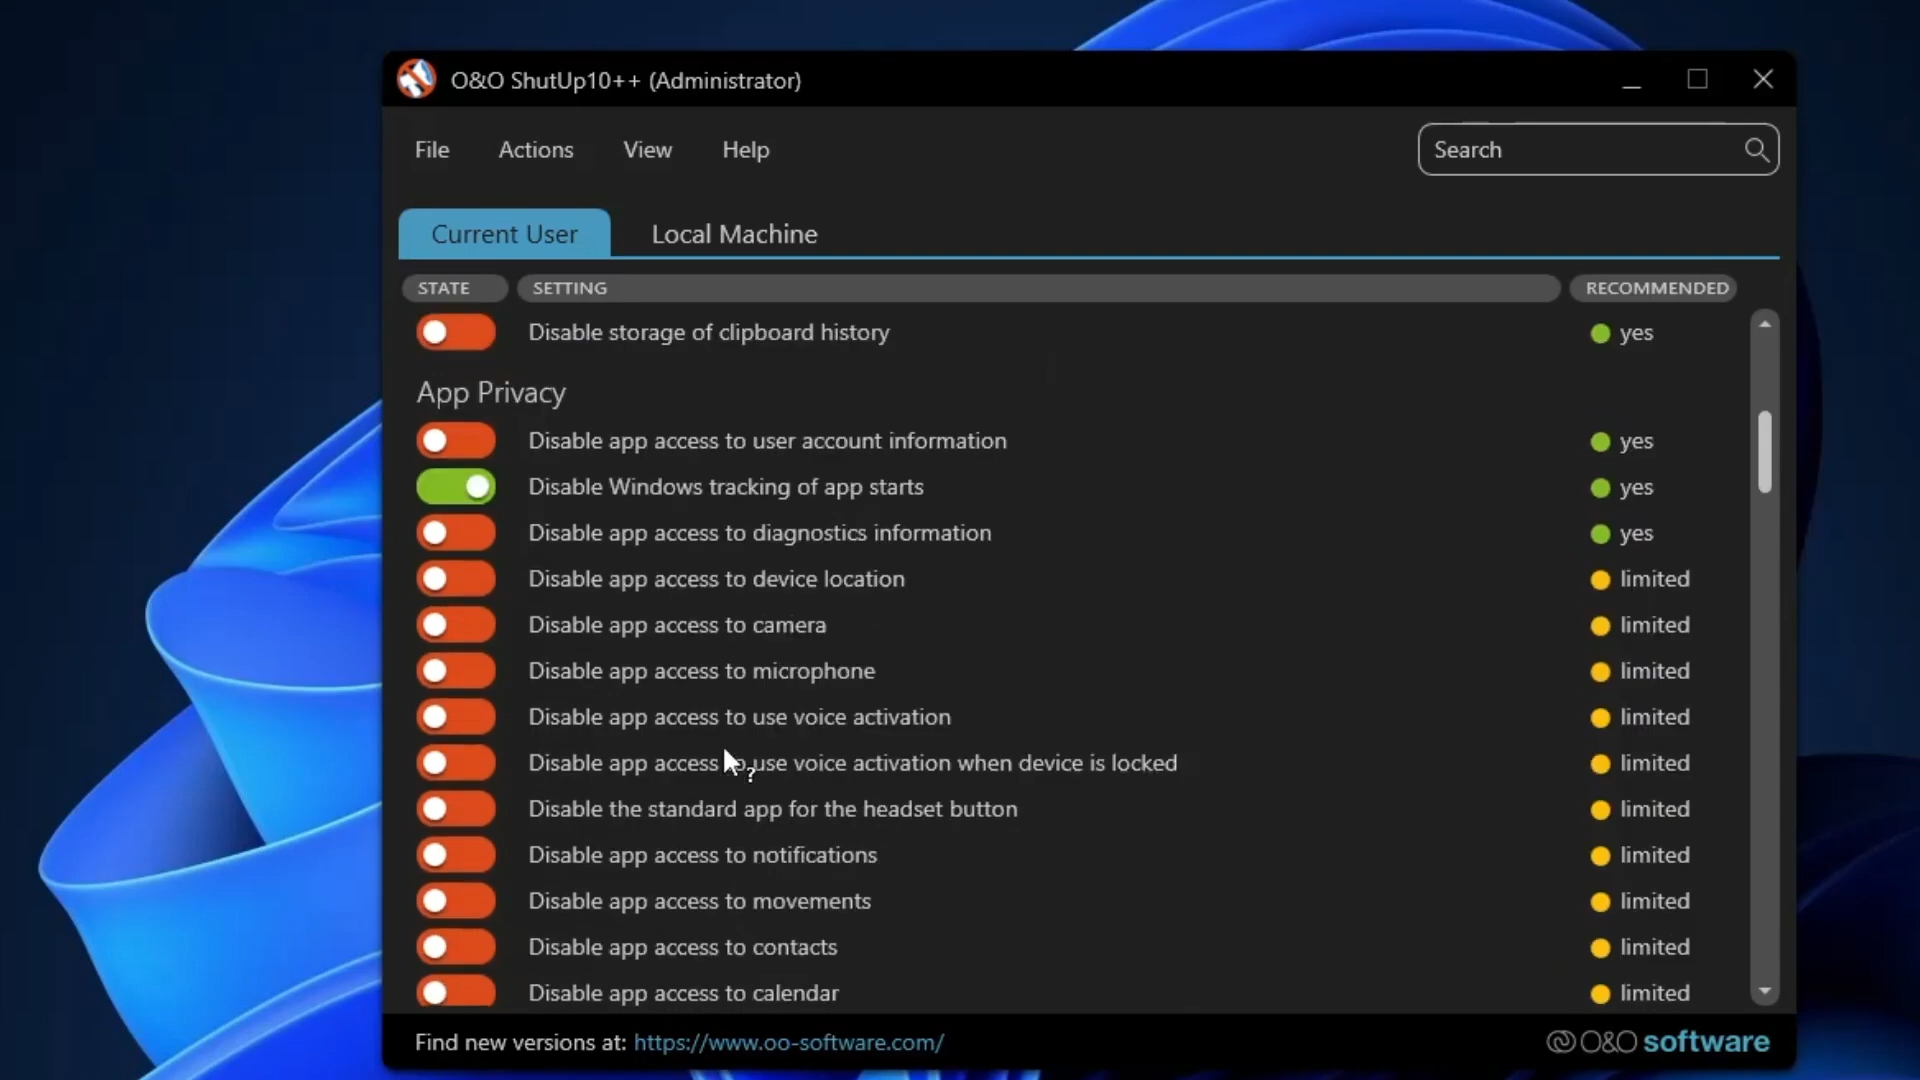 O&O ShutUp10++ (Administrator)
File Actions View Help Search
Current User Local Machine
STATE SETTING RECOMMENDED
Disable storage of clipboard history yes
App Privacy
Disable app access to user account information yes
Disable Windows tracking of app starts yes
Disable app access to diagnostics information yes
Disable app access to device location limited
Disable app access to camera limited
Disable app access to microphone limited
Disable app access to use voice activation limited
Disable app access to use voice activation when device is locked limited
Disable the standard app for the headset button limited
Disable app access to notifications limited
Disable app access to movements limited
Disable app access to contacts limited
Disable app access to calendar limited
Find new versions at: https://www.oo-software.com/ O&O software